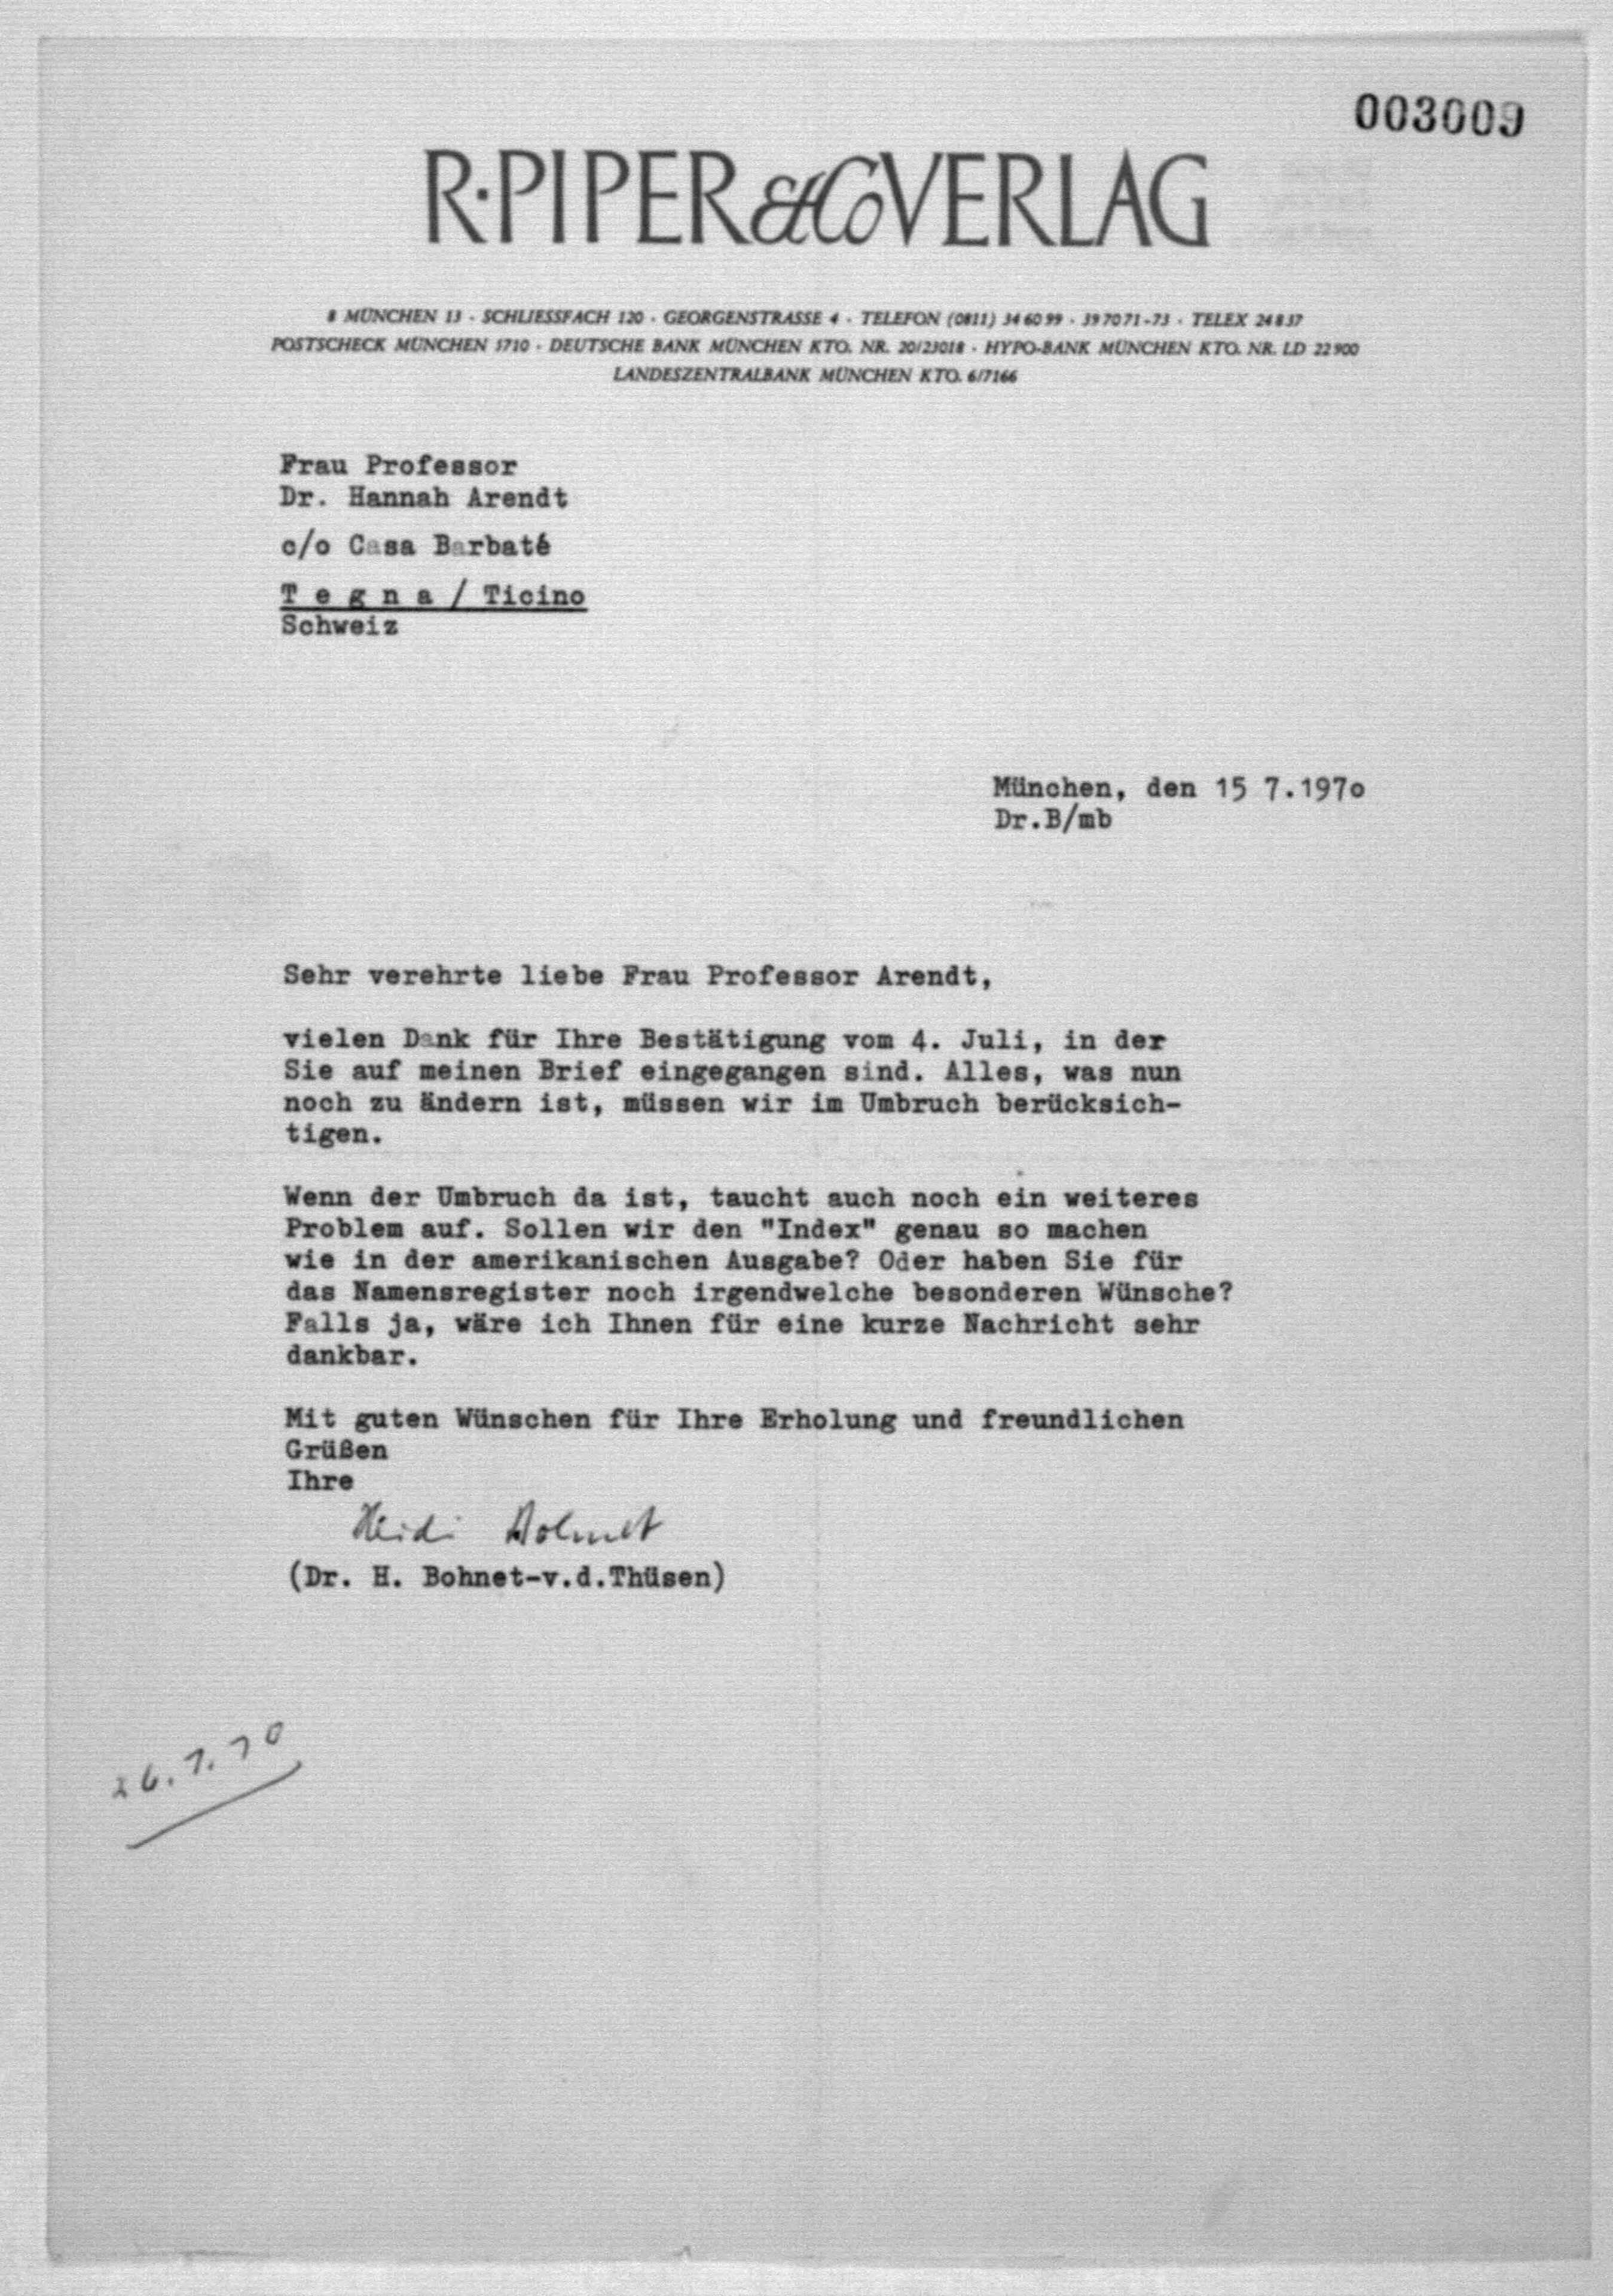 003009
R·PIPER & Co VERLAG
8 MÜNCHEN 13 · SCHLIESSFACH 120 · GEORGENSTRASSE 4 · TELEFON (0811) 34 60 99 · 39 70 71-73 · TELEX 24 837
POSTSCHECK MÜNCHEN 5710 · DEUTSCHE BANK MÜNCHEN KTO. NR. 20/23018 · HYPO-BANK MÜNCHEN KTO. NR. LD 22 900
LANDESZENTRALBANK MÜNCHEN KTO. 6/7166
Frau Professor
Dr. Hannah Arendt
c/o Casa Barbaté
T e g n a / Ticino
Schweiz
München, den 15 7.1970
Dr.B/mb
Sehr verehrte liebe Frau Professor Arendt,
vielen Dank für Ihre Bestätigung vom 4. Juli, in der
Sie auf meinen Brief eingegangen sind. Alles, was nun
noch zu ändern ist, müssen wir im Umbruch berücksich-
tigen.
Wenn der Umbruch da ist, taucht auch noch ein weiteres
Problem auf. Sollen wir den "Index" genau so machen
wie in der amerikanischen Ausgabe? Oder haben Sie für
das Namensregister noch irgendwelche besonderen Wünsche?
Falls ja, wäre ich Ihnen für eine kurze Nachricht sehr
dankbar.
Mit guten Wünschen für Ihre Erholung und freundlichen
Grüßen
Ihre
Heidi Bohnet
(Dr. H. Bohnet-v.d.Thüsen)
26.7.70